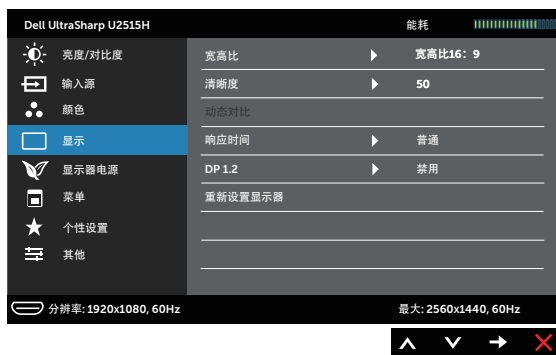 Dell UltraSharp U2515H
能耗
亮度/对比度
输入源
颜色
显示
显示器电源
菜单
个性设置
其他
宽高比 宽高比16：9
清晰度 50
动态对比
响应时间 普通
DP 1.2 禁用
重新设置显示器
分辨率: 1920x1080, 60Hz
最大: 2560x1440, 60Hz